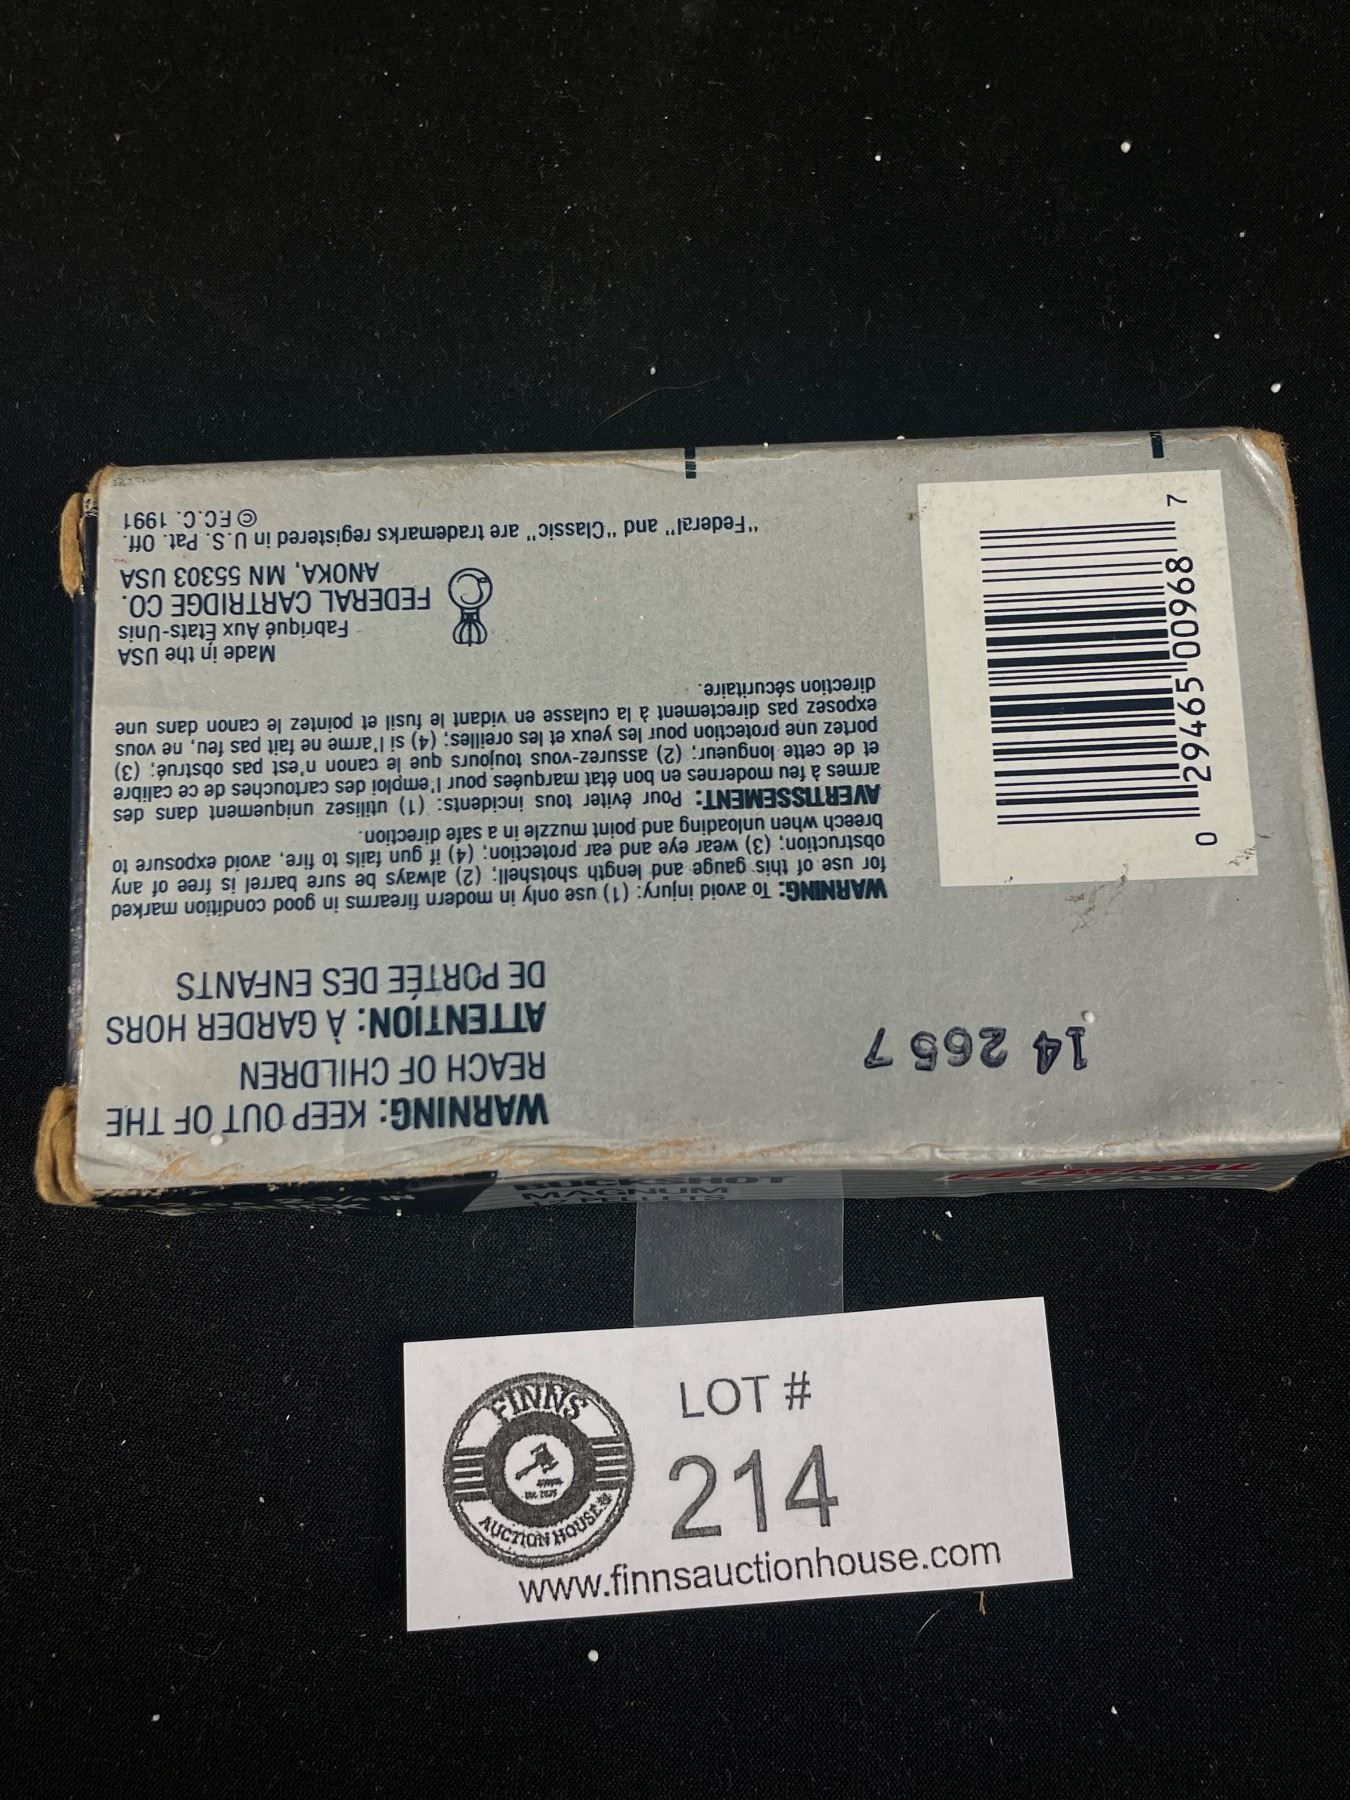 WARNING: KEEP OUT OF THE
REACH OF CHILDREN
ATTENTION: À GARDER HORS
DE PORTÉE DES ENFANTS
14 2657
WARNING: To avoid injury: (1) use only in modern firearms in good condition marked
for use of this gauge and length shotshell; (2) always be sure barrel is free of any
obstruction; (3) wear eye and ear protection; (4) if gun fails to fire, avoid exposure to
breech when unloading and point muzzle in a safe direction.
AVERTISSEMENT: Pour éviter tous incidents: (1) utilisez uniquement dans des
armes à feu modernes en bon état marquées pour l'emploi des cartouches de ce calibre
et de cette longueur; (2) assurez-vous toujours que le canon n'est pas obstrué; (3)
portez une protection pour les yeux et les oreilles; (4) si l'arme ne fait pas feu, ne vous
exposez pas directement à la culasse en vidant le fusil et pointez le canon dans une
direction sécuritaire.
Made in the USA
Fabriqué Aux États-Unis
FEDERAL CARTRIDGE CO.
ANOKA, MN 55303 USA
"Federal" and "Classic" are trademarks registered in U.S. Pat. Off.
© F.C.C. 1991
0 29465 00968 7
FEDERAL
Classic
BUCKSHOT
MAGNUM
PELLETS
2 3/4 IN
FINNS
AUCTION HOUSE
LOT #
214
www.finnsauctionhouse.com